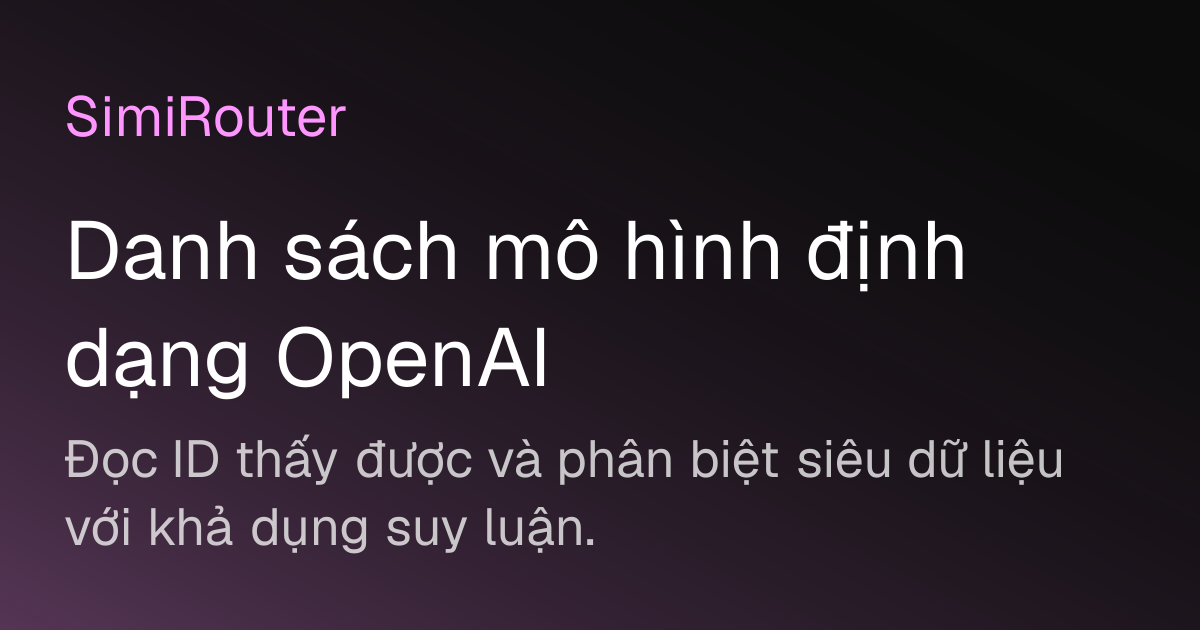 SimiRouter
Danh sách mô hình định
dạng OpenAI
Đọc ID thấy được và phân biệt siêu dữ liệu
với khả dụng suy luận.